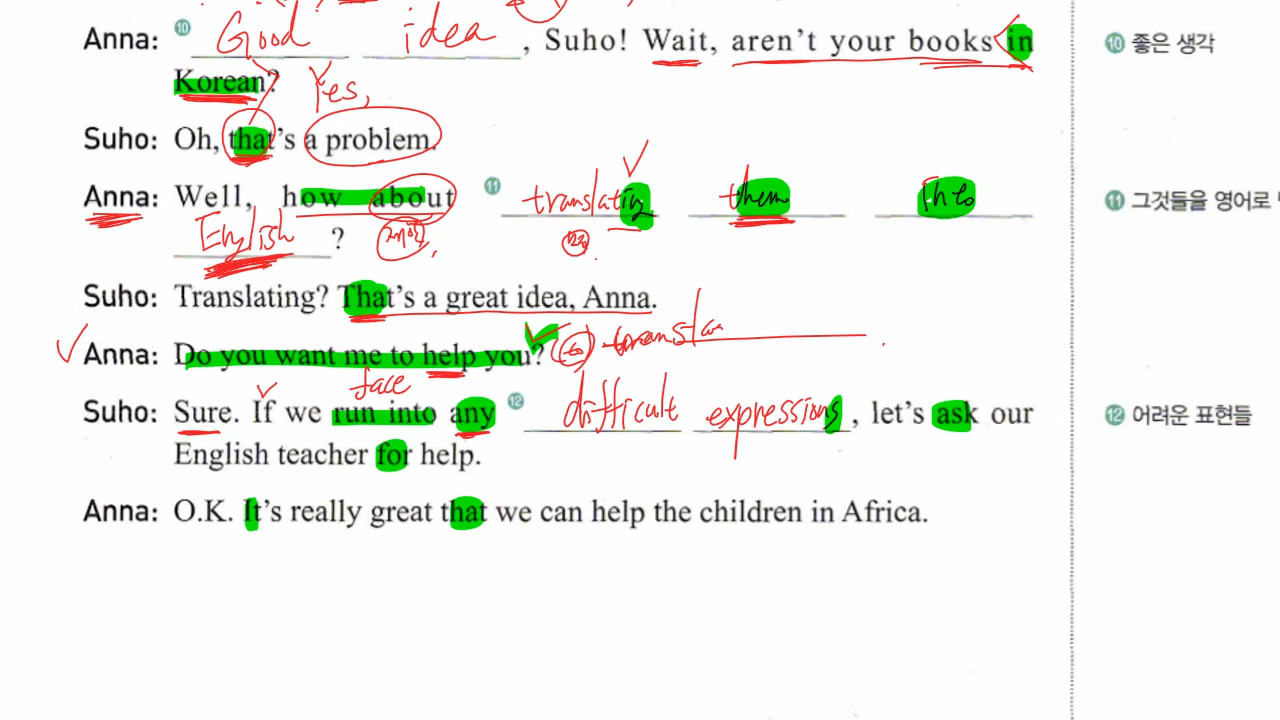 Anna: ⑩ Good idea, Suho! Wait, aren't your books in ⑩ 좋은 생각
Korean?
Yes,
Suho: Oh, that's a problem.
Anna: Well, how about ⑪ translating them into ⑪ 그것들을 영어로
English ?
Suho: Translating? That's a great idea, Anna.
Anna: Do you want me to help you? (to)
face
Suho: Sure. If we run into any ⑫ difficult expressions, let's ask our ⑫ 어려운 표현들
English teacher for help.
Anna: O.K. It's really great that we can help the children in Africa.